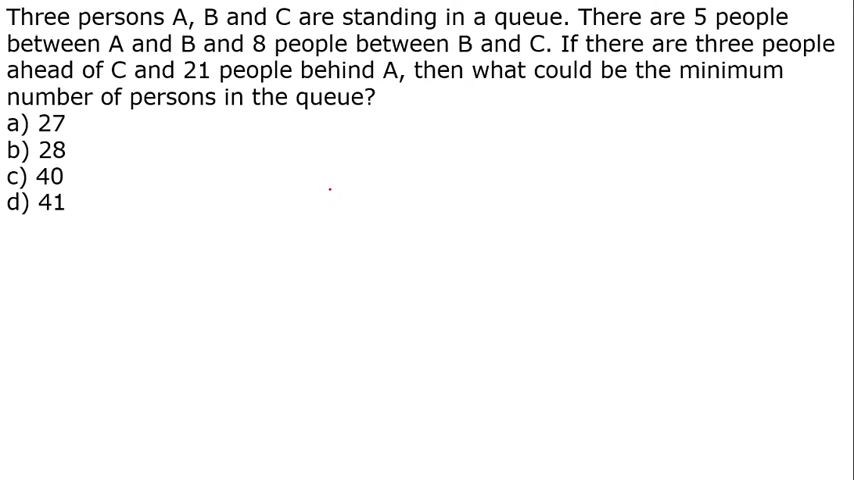 Three persons A, B and C are standing in a queue. There are 5 people
between A and B and 8 people between B and C. If there are three people
ahead of C and 21 people behind A, then what could be the minimum
number of persons in the queue?
a) 27
b) 28
c) 40
d) 41